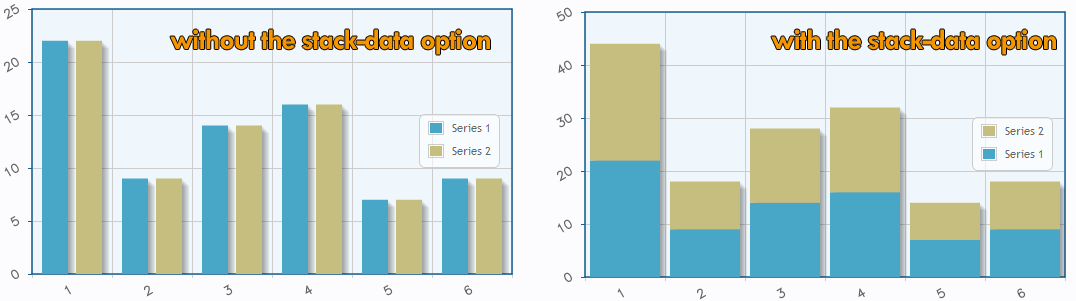 without the stack-data option
25
20
15
10
5
0
1 2 3 4 5 6
Series 1
Series 2
with the stack-data option
50
40
30
20
10
0
1 2 3 4 5 6
Series 2
Series 1